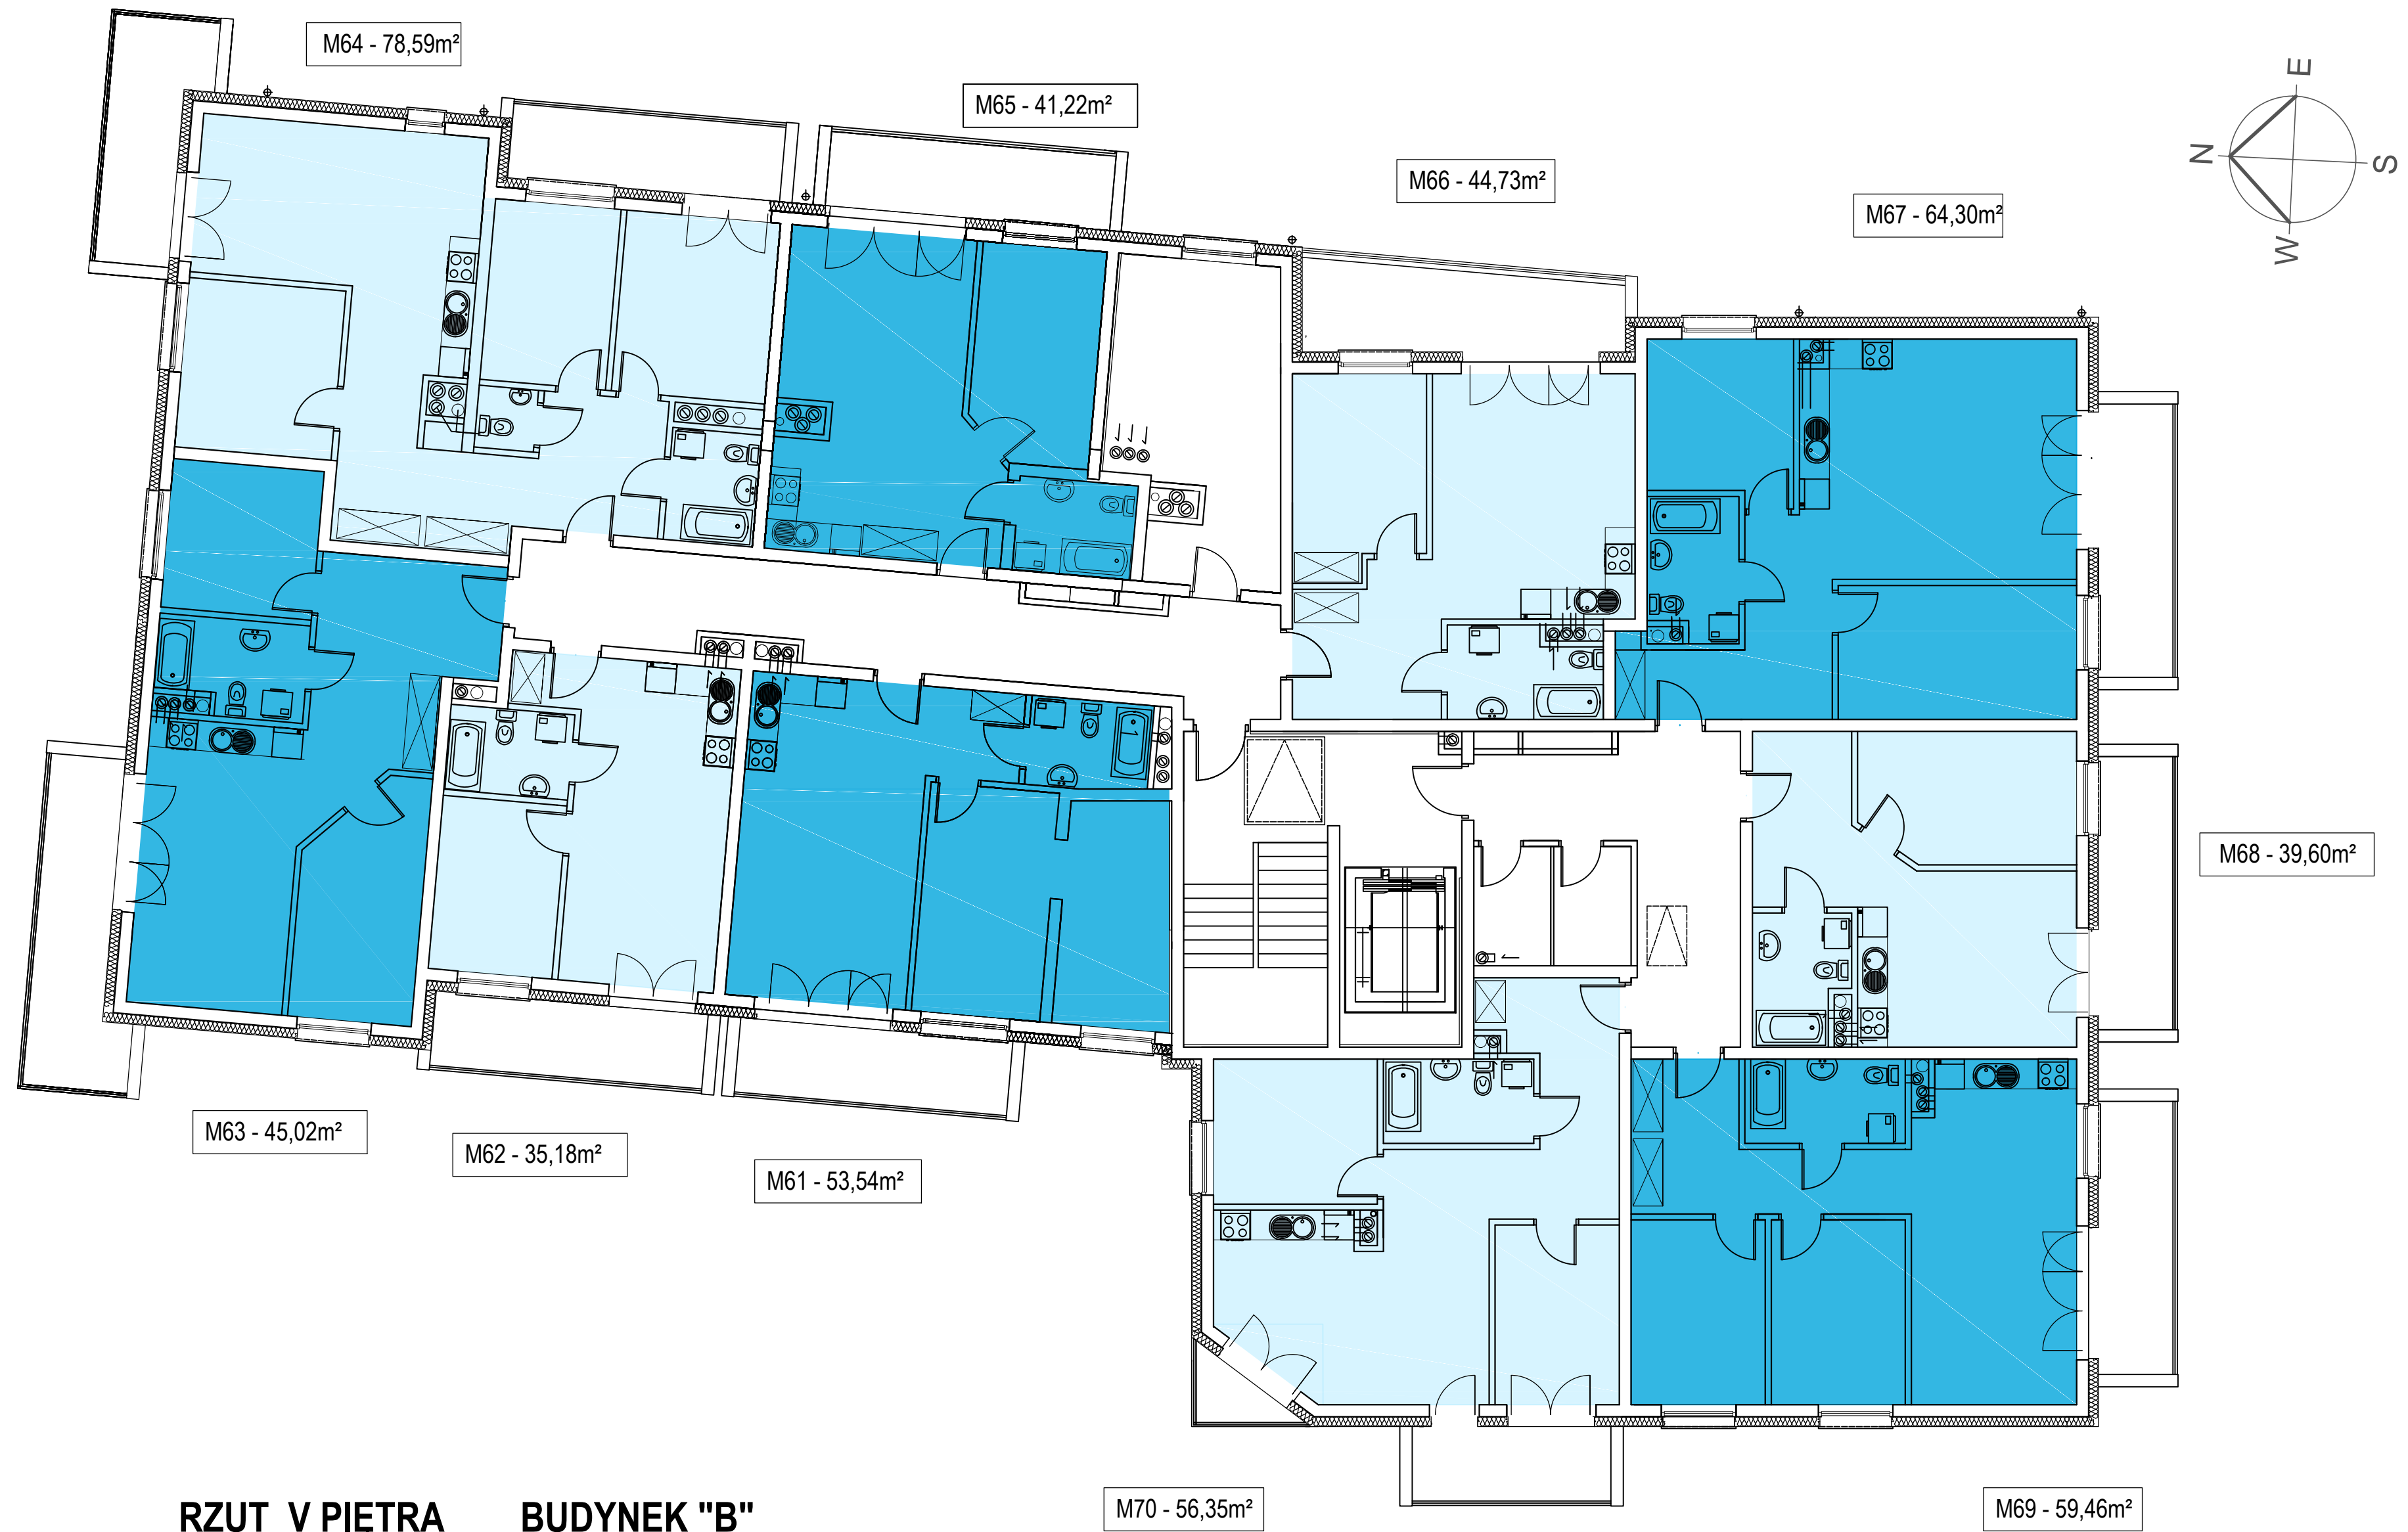 M64 - 78,59m²
M65 - 41,22m²
M66 - 44,73m²
M67 - 64,30m²
E
N
S
W
M68 - 39,60m²
M63 - 45,02m²
M62 - 35,18m²
M61 - 53,54m²
M70 - 56,35m²
M69 - 59,46m²
RZUT V PIĘTRA BUDYNEK "B"